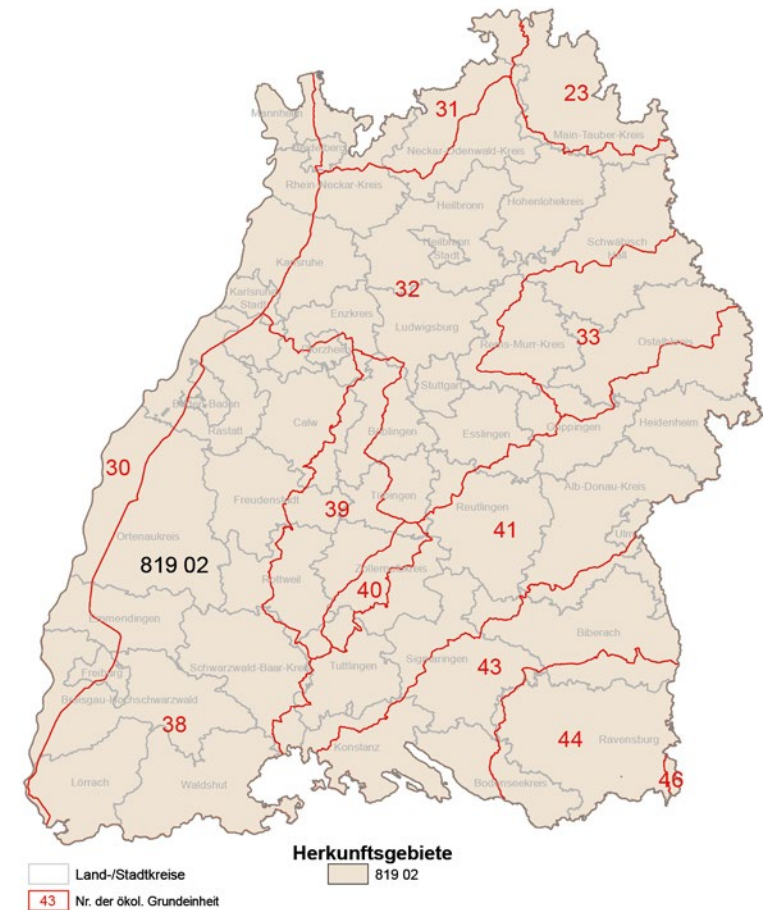 23
31
Mannheim
Main-Tauber-Kreis
Heidelberg
Neckar-Odenwald-Kreis
Rhein-Neckar-Kreis
Heilbronn
Hohenlohekreis
Heilbronn
Stadt
Schwäbisch
Hall
Karlsruhe
32
Karlsruhe
Stadt
Enzkreis
Ludwigsburg
33
Rems-Murr-Kreis
Ostalbkreis
Pforzheim
Stuttgart
Baden-Baden
Rastatt
Calw
Böblingen
Esslingen
Göppingen
Heidenheim
30
Alb-Donau-Kreis
Freudenstadt
39
Tübingen
Reutlingen
41
Ortenaukreis
Ulm
819 02
Zollernalbkreis
Rottweil
40
Emmendingen
Biberach
Freiburg
Schwarzwald-Baar-Kreis
Tuttlingen
Sigmaringen
43
Breisgau-Hochschwarzwald
38
44
Ravensburg
Konstanz
Lörrach
Waldshut
Bodenseekreis
46
Herkunftsgebiete
Land-/Stadtkreise
819 02
43 Nr. der ökol. Grundeinheit